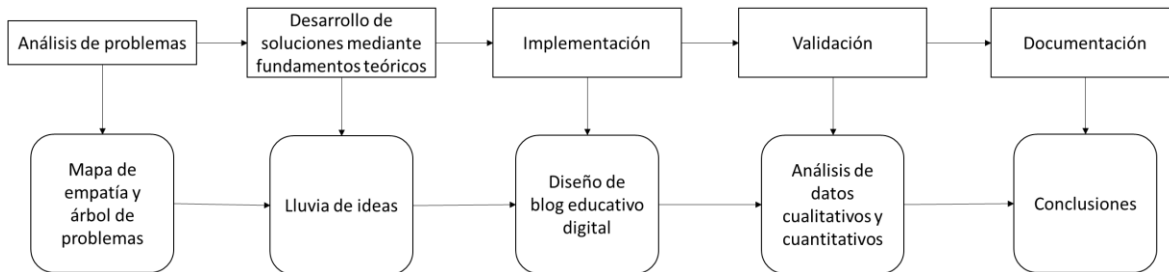 Análisis de problemas
Desarrollo de
soluciones mediante
fundamentos teóricos
Implementación
Validación
Documentación
Mapa de
empatía y
árbol de
problemas
Lluvia de ideas
Diseño de
blog educativo
digital
Análisis de
datos
cualitativos y
cuantitativos
Conclusiones